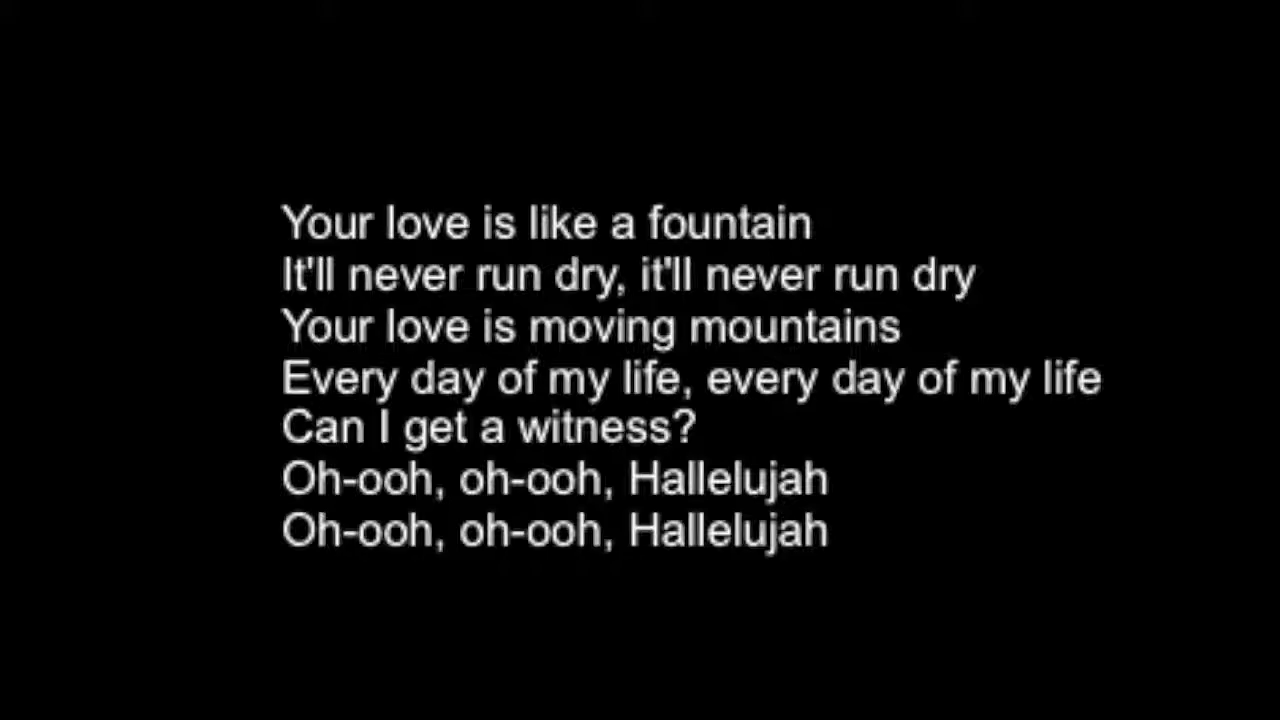 Your love is like a fountain
It'll never run dry, it'll never run dry
Your love is moving mountains
Every day of my life, every day of my life
Can I get a witness?
Oh-ooh, oh-ooh, Hallelujah
Oh-ooh, oh-ooh, Hallelujah